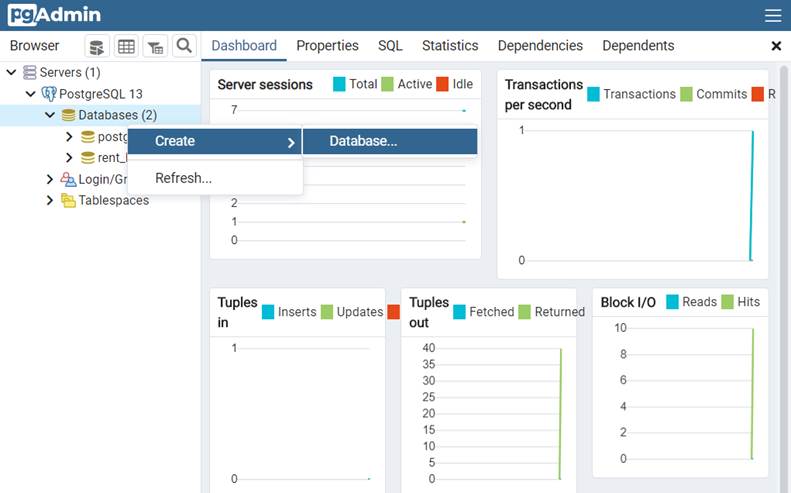 pgAdmin
Browser
Dashboard Properties SQL Statistics Dependencies Dependents
Servers (1)
PostgreSQL 13
Databases (2)
postg
rent_
Login/Gr
Tablespaces
Create
Database...
Refresh...
Server sessions
Total Active Idle
7
2
1
0
Transactions per second
Transactions Commits R
1
0
Tuples in
Inserts Updates
1
0
Tuples out
Fetched Returned
40
35
30
25
20
15
10
5
0
Block I/O
Reads Hits
10
8
6
4
2
0